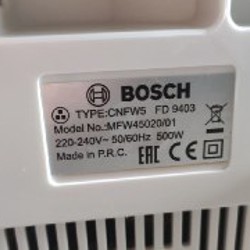 BOSCH
TYPE:CNFW5 FD 9403
Model No.:MFW45020/01
220-240V~ 50/60Hz 500W
Made in P.R.C. EAC CE